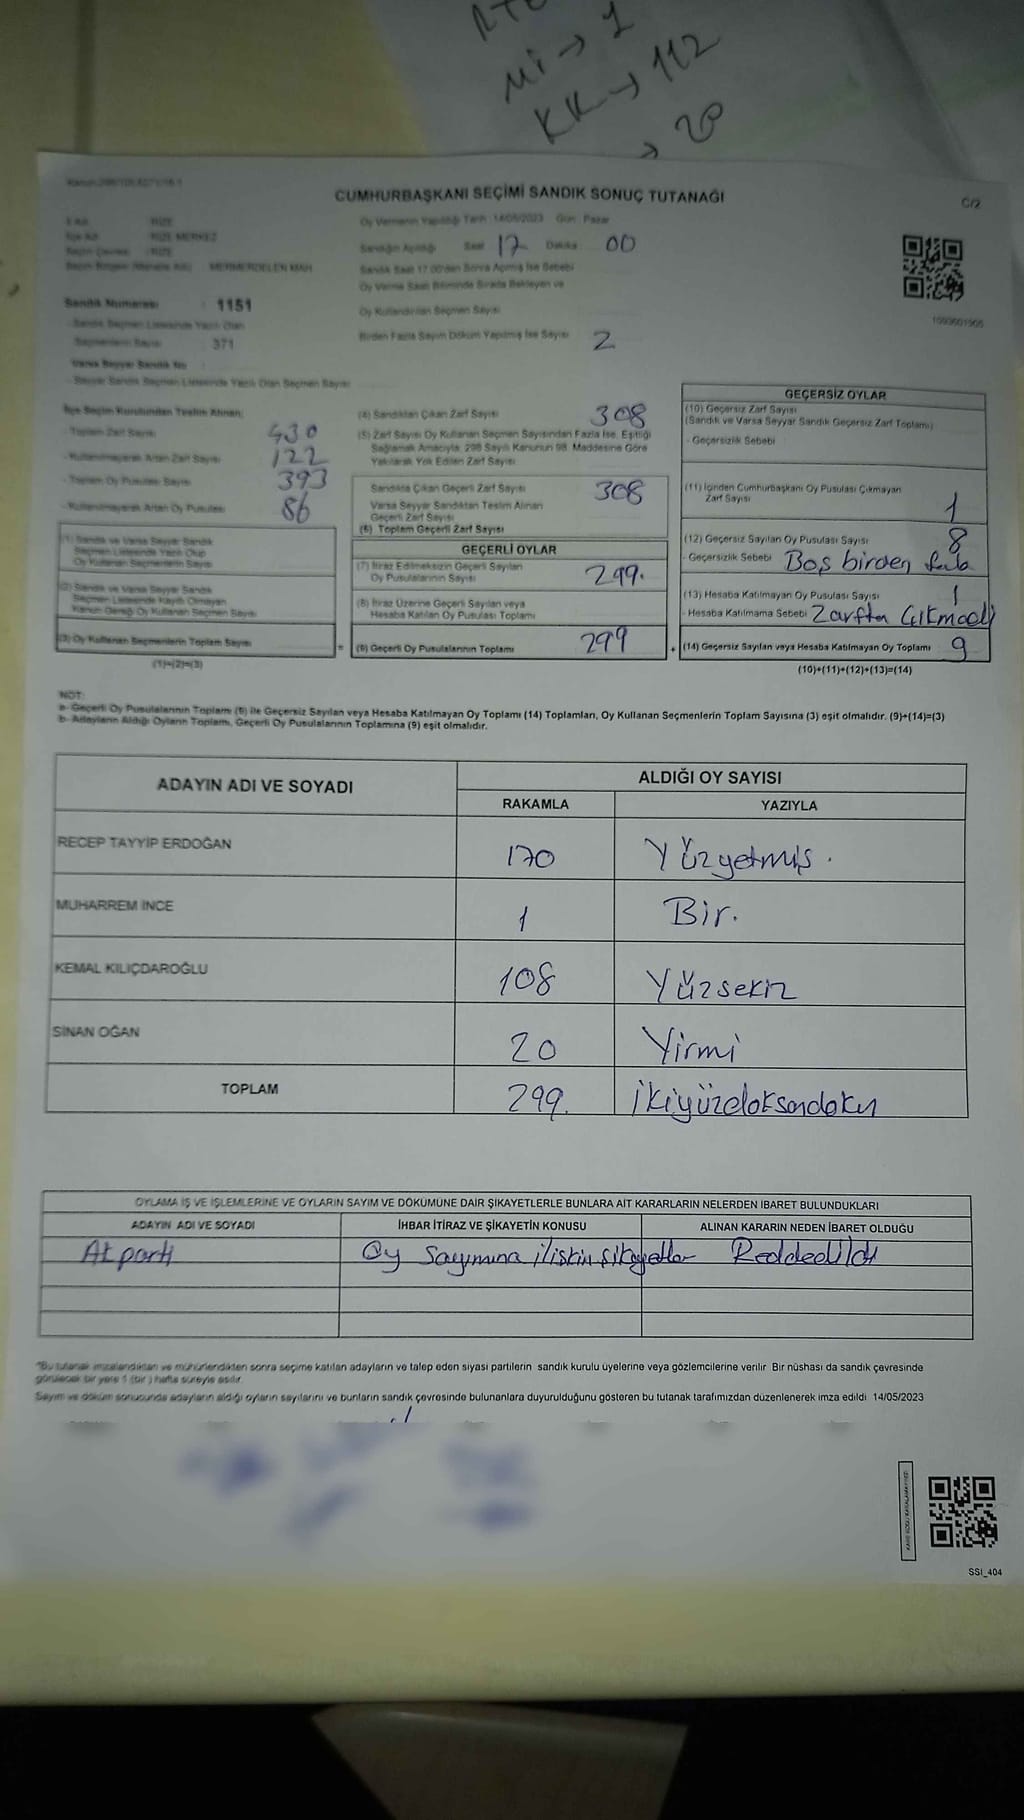 RTE
Mi → 1
KK → 112
→ 20
CUMHURBAŞKANI SEÇİMİ SANDIK SONUÇ TUTANAĞI
C/2
İl Adı : RİZE
İlçe Adı : RİZE MERKEZ
Seçim Çevresi : RİZE
Sandık Numarası : 1151
- Sandık Seçmen Listesinde Yazılı Olan
Seçmenlerin Sayısı : 371
Varsa Seyyar Sandık No :
- Seyyar Sandık Seçmen Listesinde Yazılı Olan Seçmen Sayısı
Oy Vermenin Yapıldığı Tarih : 14/05/2023 Gün : Pazar
Sandığın Açıldığı Saat 17 Dakika 00
Sandık Saat 17.00'den Sonra Açılmış İse Sebebi
Oy Verme Saati Bitiminde Sırada Bekleyen ve
Oy Kullandırılan Seçmen Sayısı
Birden Fazla Sayım Döküm Yapılmış İse Sayısı 2
İlçe Seçim Kurulundan Teslim Alınan;
- Toplam Zarf Sayısı 430
- Kullanılmayarak Artan Zarf Sayısı 122
- Toplam Oy Pusulası Sayısı 393
- Kullanılmayarak Artan Oy Pusulası 86
(1) Sandık ve Varsa Seyyar Sandık
Seçmen Listesinde Yazılı Olup
Oy Kullanan Seçmenlerin Sayısı
(2) Sandık ve Varsa Seyyar Sandık
Seçmen Listesinde Kayıtlı Olmayan
Kanun Gereği Oy Kullanan Seçmen Sayısı
(3) Oy Kullanan Seçmenlerin Toplam Sayısı
(1)+(2)=(3)
(4) Sandıktan Çıkan Zarf Sayısı 308
(5) Zarf Sayısı Oy Kullanan Seçmen Sayısından Fazla İse, Eşitliği
Sağlamak Amacıyla, 298 Sayılı Kanunun 98. Maddesine Göre
Yakılarak Yok Edilen Zarf Sayısı
Sandıkta Çıkan Geçerli Zarf Sayısı 308
Varsa Seyyar Sandıktan Teslim Alınan
Geçerli Zarf Sayısı
(6) Toplam Geçerli Zarf Sayısı
GEÇERLİ OYLAR
(7) İtiraz Edilmeksizin Geçerli Sayılan
Oy Pusulalarının Sayısı 299.
(8) İtiraz Üzerine Geçerli Sayılan veya
Hesaba Katılan Oy Pusulası Toplamı
= (9) Geçerli Oy Pusulalarının Toplamı 299
GEÇERSİZ OYLAR
(10) Geçersiz Zarf Sayısı
(Sandık ve Varsa Seyyar Sandık Geçersiz Zarf Toplamı)
- Geçersizlik Sebebi
(11) İçinden Cumhurbaşkanı Oy Pusulası Çıkmayan
Zarf Sayısı 1
(12) Geçersiz Sayılan Oy Pusulası Sayısı 8
- Geçersizlik Sebebi Boş birden fazla
(13) Hesaba Katılmayan Oy Pusulası Sayısı 1
- Hesaba Katılmama Sebebi Zarftan Çıkmadı
+ (14) Geçersiz Sayılan veya Hesaba Katılmayan Oy Toplamı 9
(10)+(11)+(12)+(13)=(14)
NOT:
a- Geçerli Oy Pusulalarının Toplamı (9) ile Geçersiz Sayılan veya Hesaba Katılmayan Oy Toplamı (14) Toplamları, Oy Kullanan Seçmenlerin Toplam Sayısına (3) eşit olmalıdır. (9)+(14)=(3)
b- Adayların Aldığı Oyların Toplamı, Geçerli Oy Pusulalarının Toplamına (9) eşit olmalıdır.
ADAYIN ADI VE SOYADI ALDIĞI OY SAYISI
RAKAMLA YAZIYLA
RECEP TAYYİP ERDOĞAN 170 Yüzyetmiş.
MUHARREM İNCE 1 Bir.
KEMAL KILIÇDAROĞLU 108 Yüzsekiz
SİNAN OĞAN 20 Yirmi
TOPLAM 299. İkiyüzdoksandokuz
OYLAMA İŞ VE İŞLEMLERİNE VE OYLARIN SAYIM VE DÖKÜMÜNE DAİR ŞİKAYETLERLE BUNLARA AİT KARARLARIN NELERDEN İBARET BULUNDUKLARI
ADAYIN ADI VE SOYADI İHBAR İTİRAZ VE ŞİKAYETİN KONUSU ALINAN KARARIN NEDEN İBARET OLDUĞU
Ak parti Oy Sayımına ilişkin şikayetler Reddedildi
"Bu tutanak imzalandıktan ve mühürlendikten sonra seçime katılan adayların ve talep eden siyasi partilerin sandık kurulu üyelerine veya gözlemcilerine verilir. Bir nüshası da sandık çevresinde
görülecek bir yere 1 (bir) hafta süreyle asılır.
Sayım ve döküm sonucunda adayların aldığı oyların sayılarını ve bunların sandık çevresinde bulunanlara duyurulduğunu gösteren bu tutanak tarafımızdan düzenlenerek imza edildi 14/05/2023
SSI_404